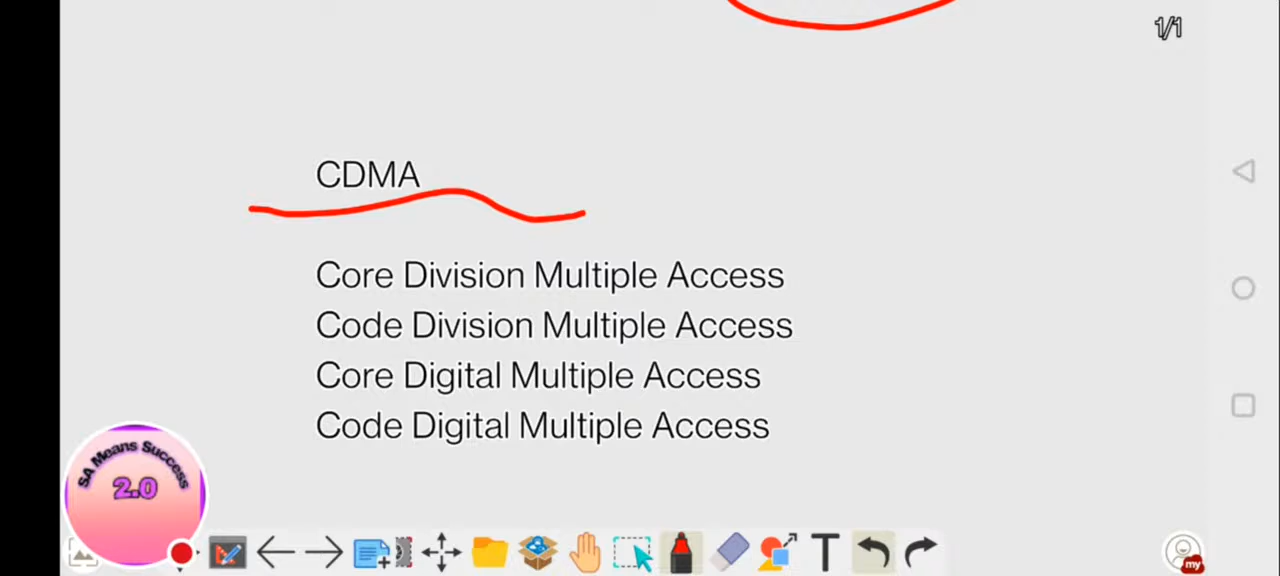 1/1
CDMA
Core Division Multiple Access
Code Division Multiple Access
Core Digital Multiple Access
Code Digital Multiple Access
SA Means Success
2.0
T
my